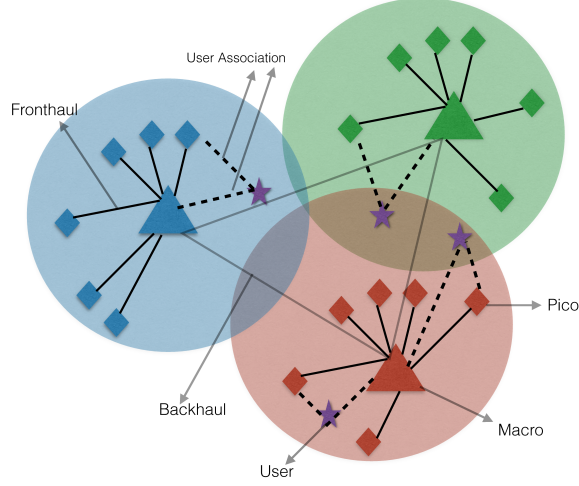 User Association
Fronthaul
Pico
Backhaul
Macro
User